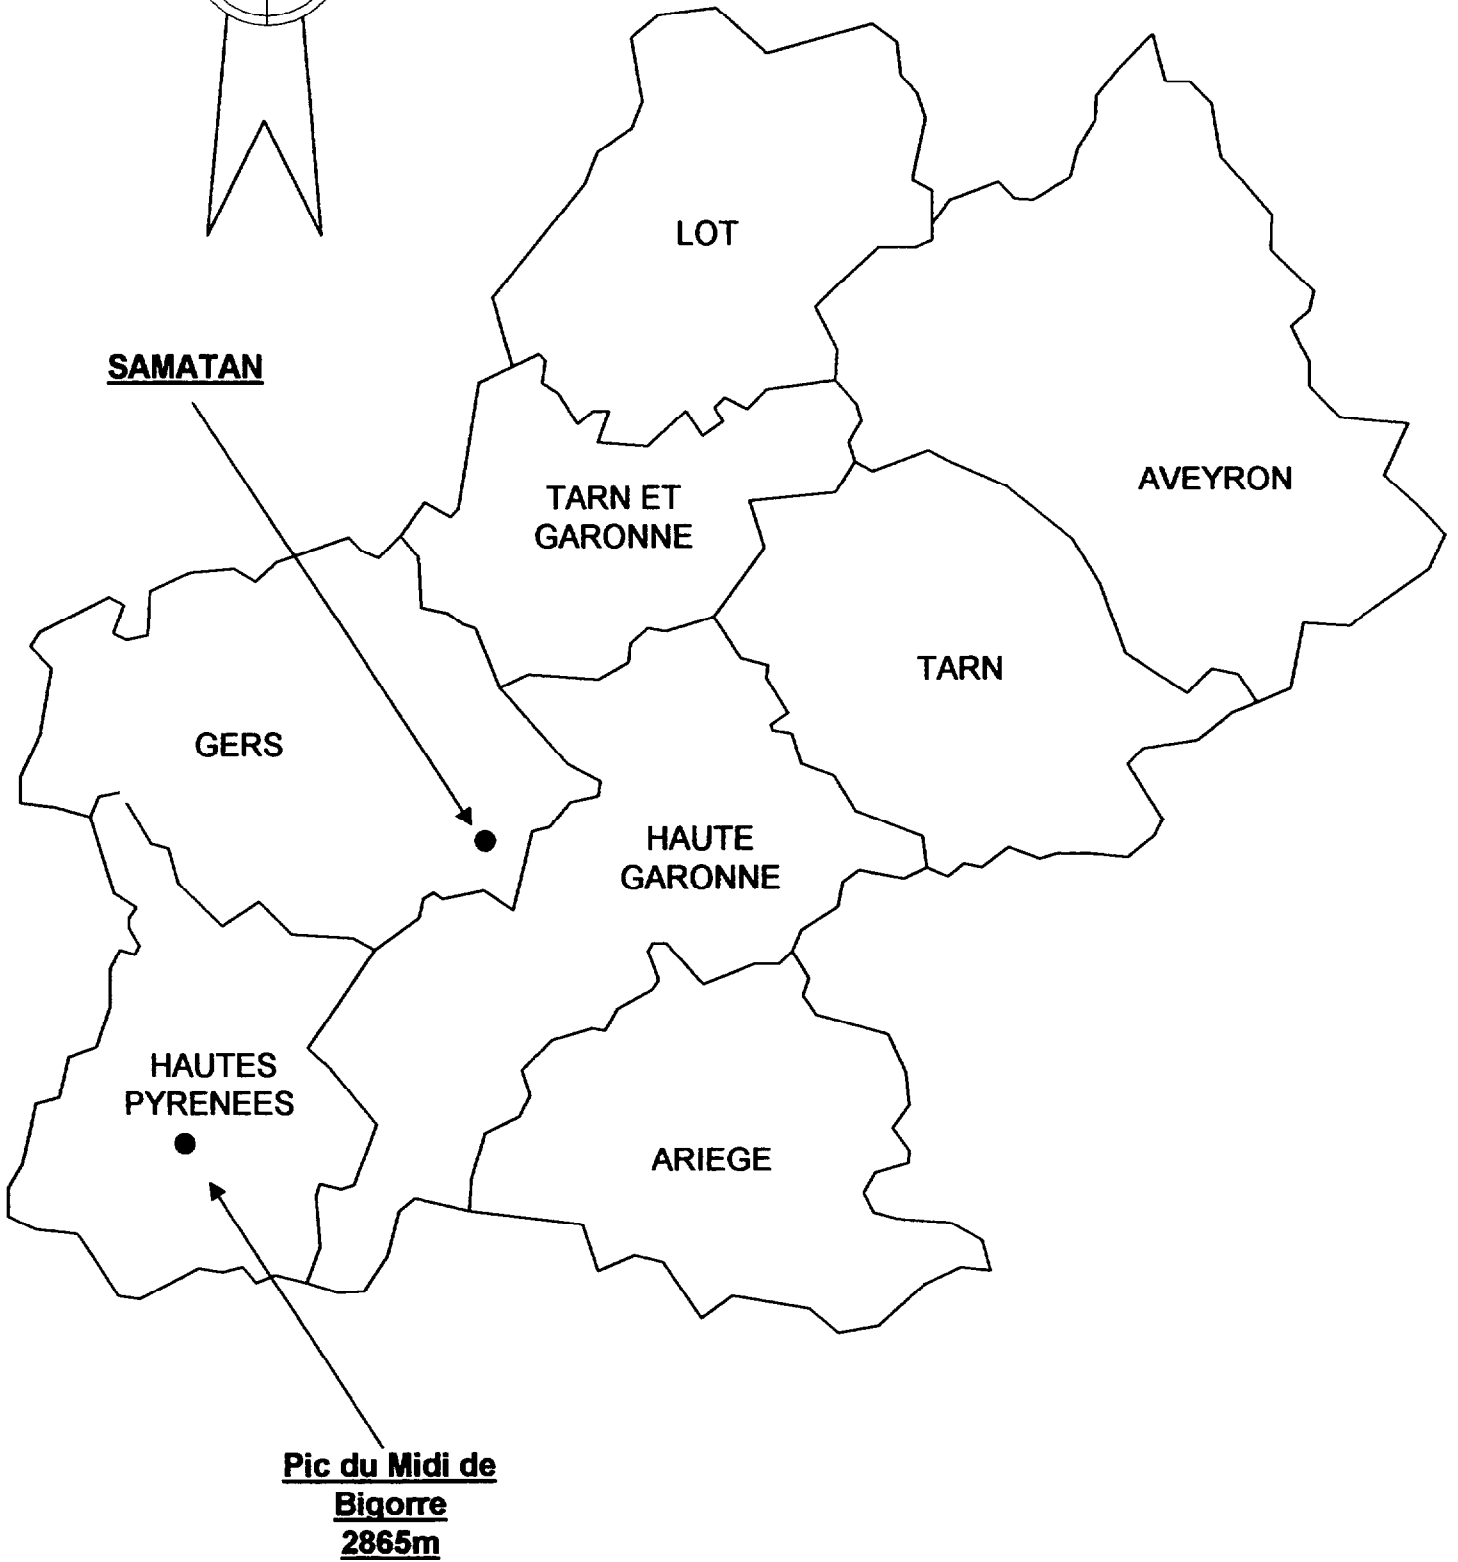 LOT
SAMATAN
AVEYRON
TARN ET
GARONNE
TARN
GERS
HAUTE
GARONNE
HAUTES
PYRENEES
ARIEGE
Pic du Midi de
Bigorre
2865m